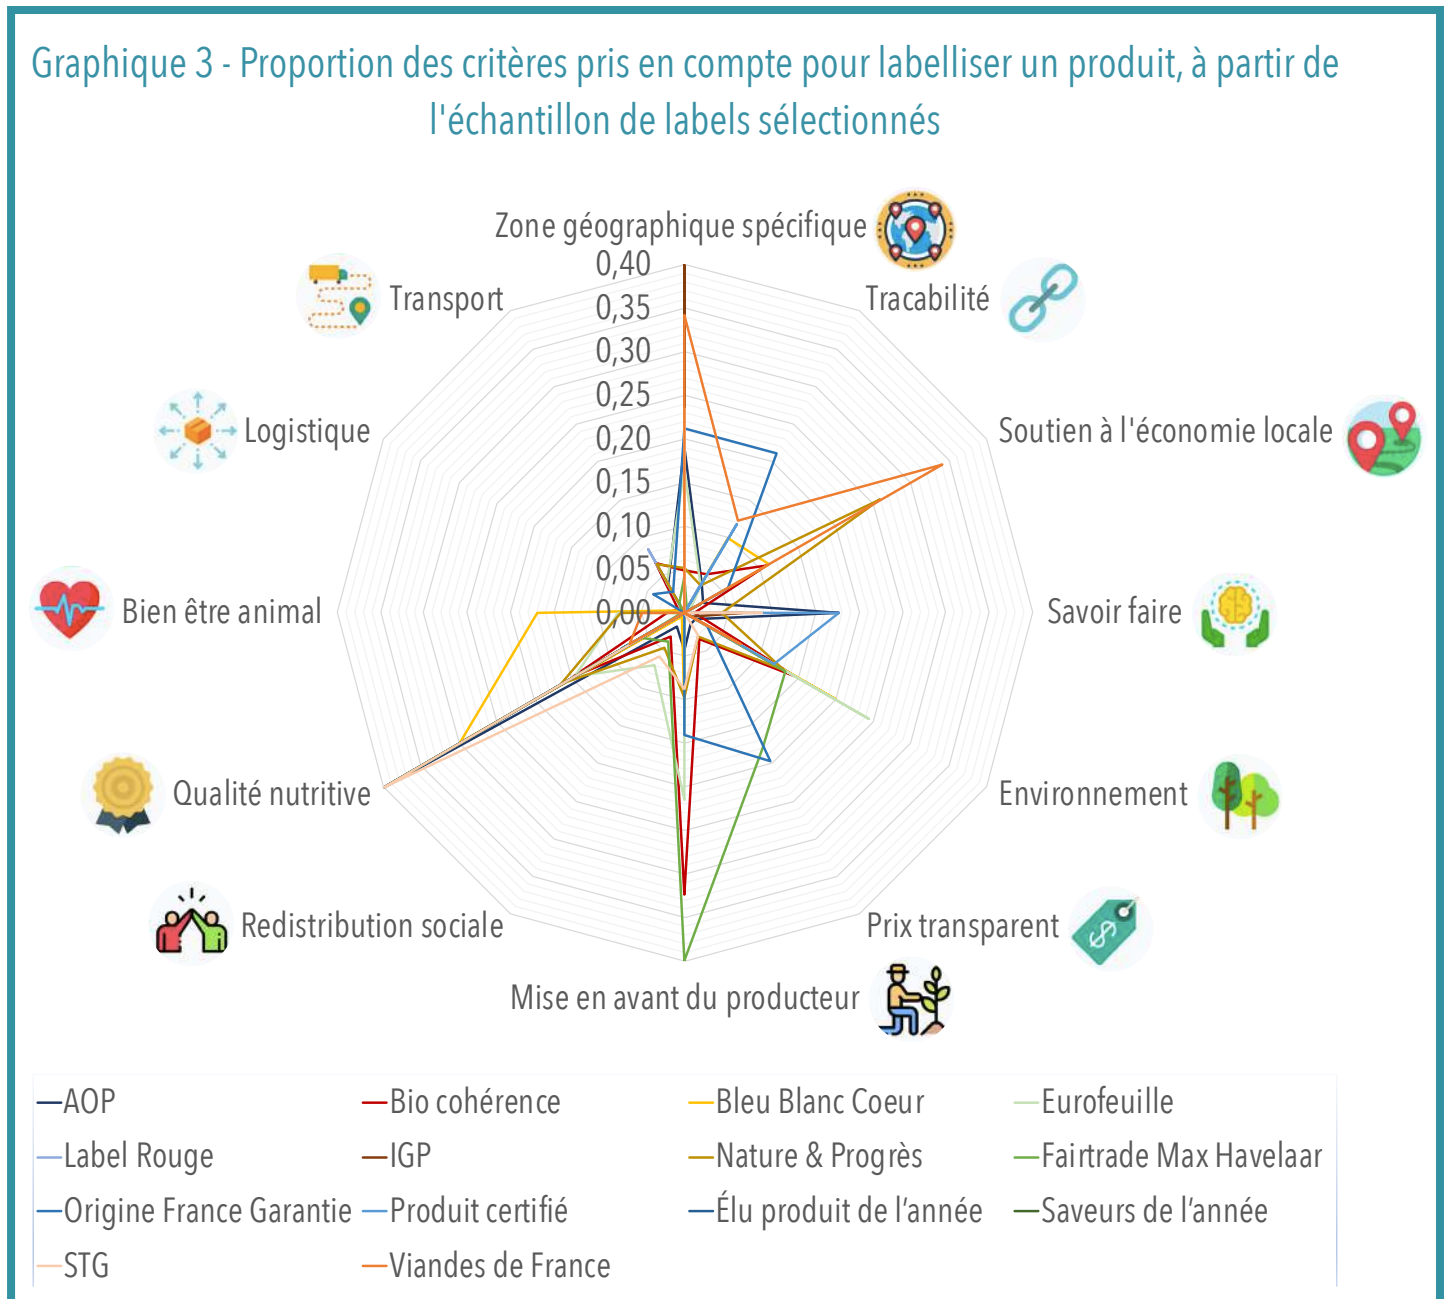 Graphique 3 - Proportion des critères pris en compte pour labelliser un produit, à partir de
l'échantillon de labels sélectionnés
Zone géographique spécifique
Transport
Tracabilité
0,40
0,35
0,30
0,25
0,20
0,15
0,10
0,05
0,00
Logistique
Soutien à l'économie locale
Bien être animal
Savoir faire
Qualité nutritive
Environnement
Redistribution sociale
Prix transparent
$
Mise en avant du producteur
AOP
Bio cohérence
Bleu Blanc Coeur
Eurofeuille
Label Rouge
IGP
Nature & Progrès
Fairtrade Max Havelaar
Origine France Garantie
Produit certifié
Élu produit de l’année
Saveurs de l’année
STG
Viandes de France